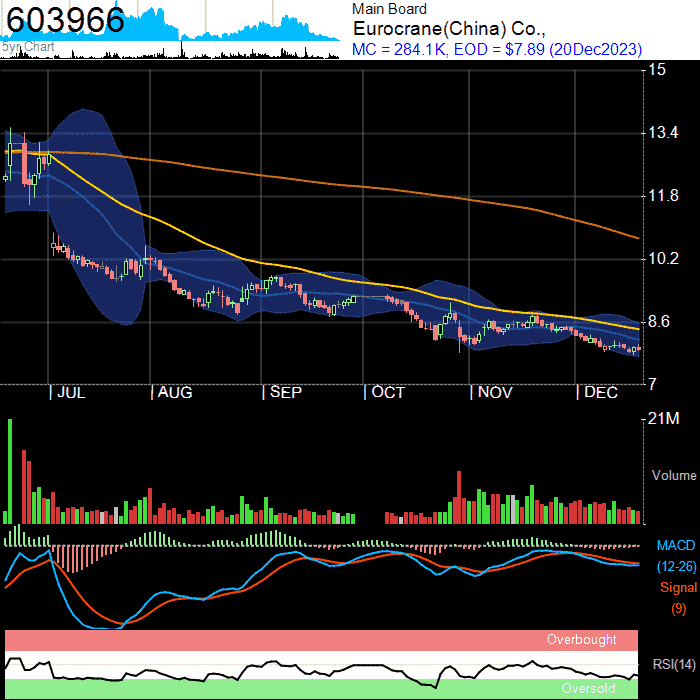 603966
5yr Chart
Main Board
Eurocrane(China) Co.,
MC = 284.1K, EOD = $7.89 (20Dec2023)
15
13.4
11.8
10.2
8.6
7
JUL AUG SEP OCT NOV DEC
21M
Volume
MACD
(12-26)
Signal
(9)
Overbought
RSI(14)
Oversold